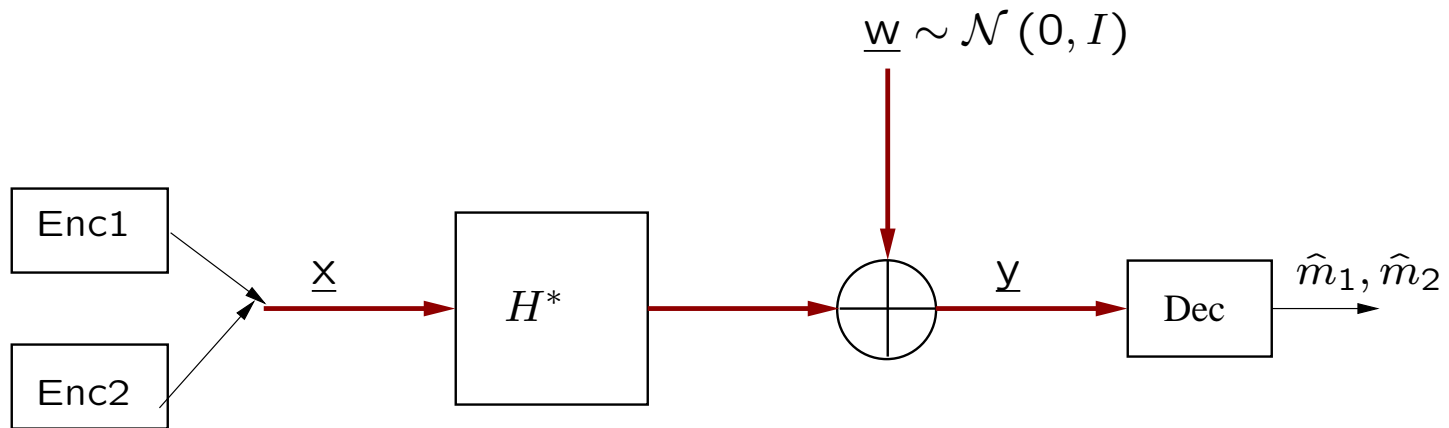 w ∼ 𝒩 (0, I)
Enc1
x
H*
y
Dec
m̂₁, m̂₂
Enc2